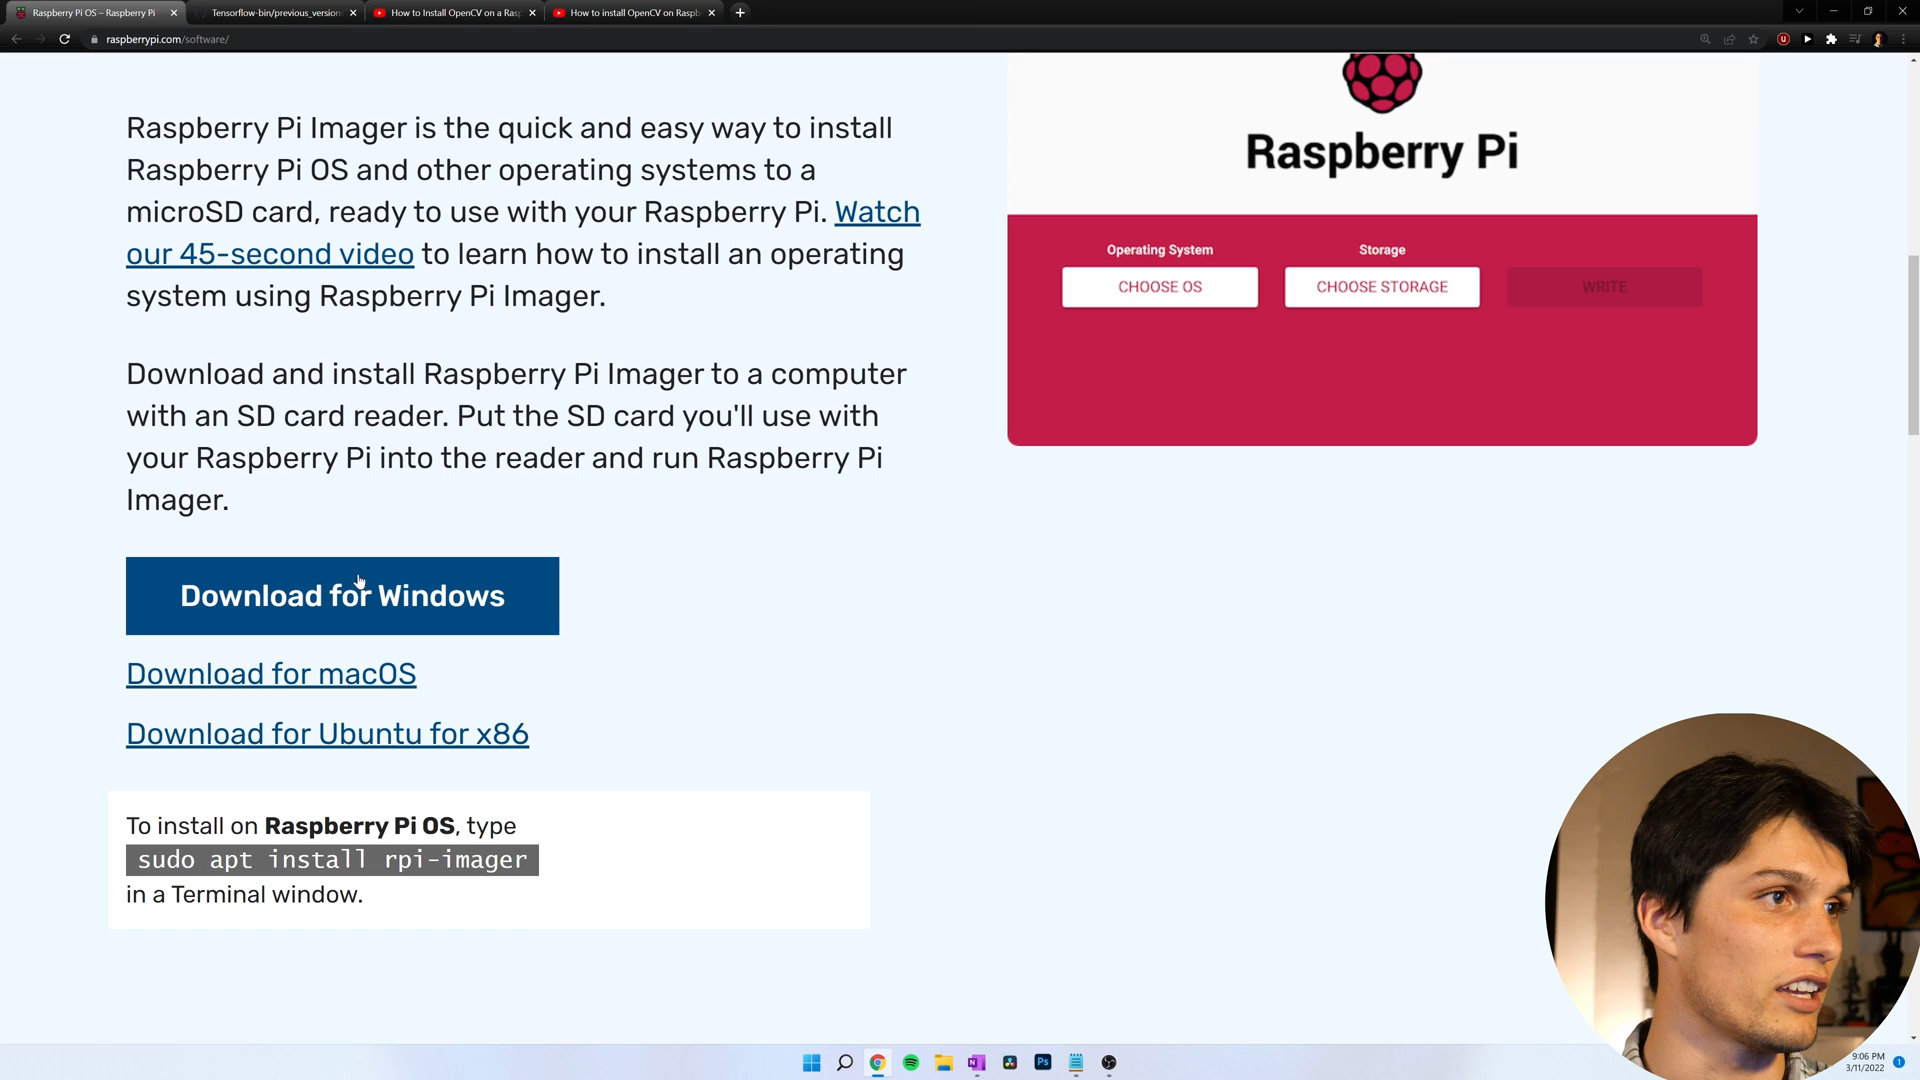 Raspberry Pi OS – Raspberry Pi
Tensorflow-bin/previous_version
How to Install OpenCV on a Rasp
How to install OpenCV on Raspb
raspberrypi.com/software/
Raspberry Pi Imager is the quick and easy way to install
Raspberry Pi OS and other operating systems to a
microSD card, ready to use with your Raspberry Pi. Watch
our 45-second video to learn how to install an operating
system using Raspberry Pi Imager.
Download and install Raspberry Pi Imager to a computer
with an SD card reader. Put the SD card you'll use with
your Raspberry Pi into the reader and run Raspberry Pi
Imager.
Download for Windows
Download for macOS
Download for Ubuntu for x86
To install on Raspberry Pi OS, type
sudo apt install rpi-imager
in a Terminal window.
Raspberry Pi
Operating System
Storage
CHOOSE OS
CHOOSE STORAGE
WRITE
Ps
9:06 PM
3/11/2022
1